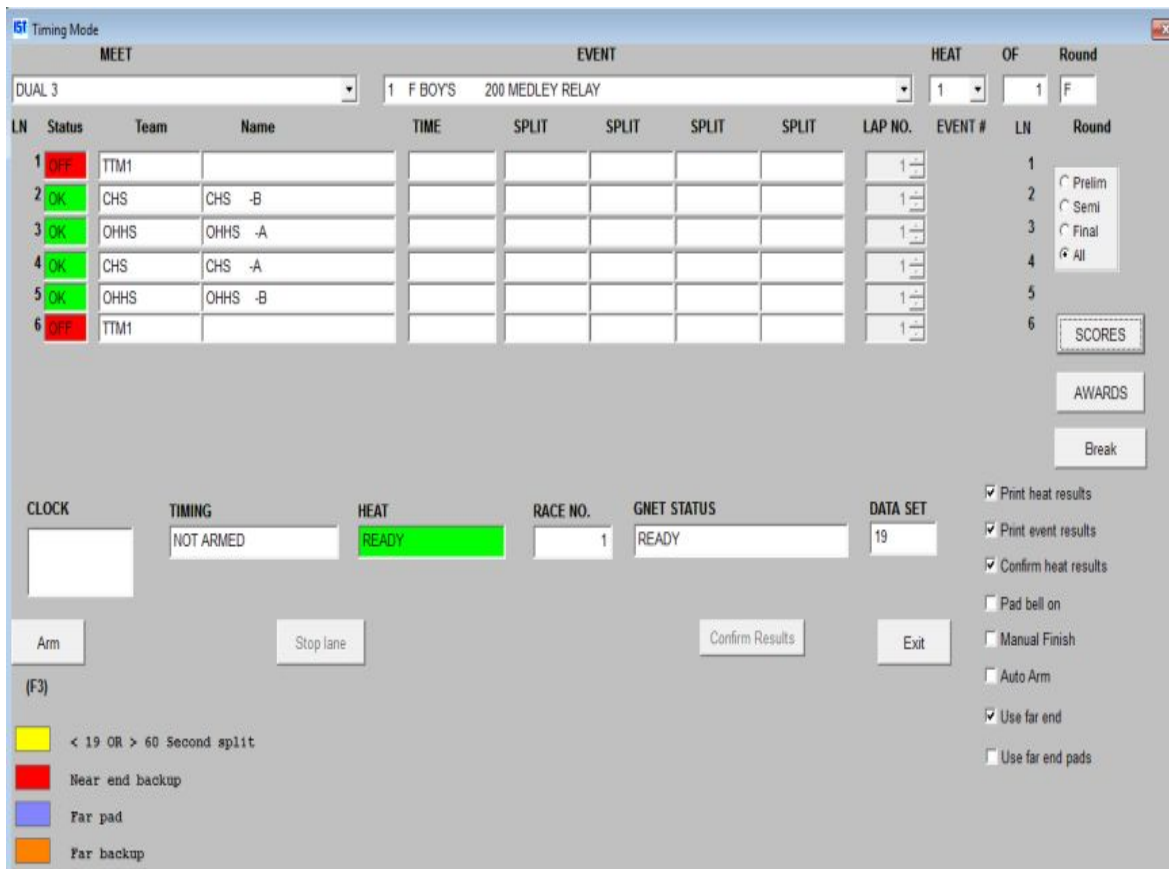 IST Timing Mode
MEET EVENT HEAT OF Round
DUAL 3 1 F BOY'S 200 MEDLEY RELAY 1 1 F
LN Status Team Name TIME SPLIT SPLIT SPLIT SPLIT LAP NO. EVENT # LN Round
1 OFF TTM1 1 1
Prelim
2 OK CHS CHS -B 1 2
Semi
3 OK OHHS OHHS -A 1 3
Final
4 OK CHS CHS -A 1 4
All
5 OK OHHS OHHS -B 1 5
6 OFF TTM1 1 6
SCORES
AWARDS
Break
Print heat results
CLOCK TIMING HEAT RACE NO. GNET STATUS DATA SET
NOT ARMED READY 1 READY 19
Print event results
Confirm heat results
Pad bell on
Arm Stop lane Confirm Results Exit Manual Finish
Auto Arm
(F3)
Use far end
< 19 OR > 60 Second split
Use far end pads
Near end backup
Far pad
Far backup